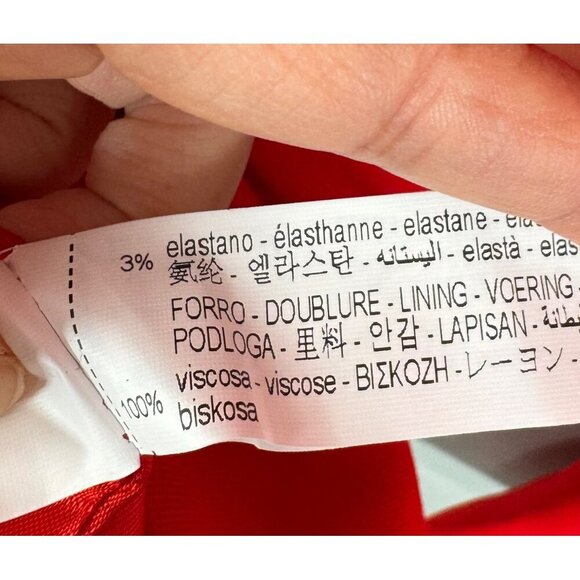 3% elastano - élasthanne - elastane -
氨纶 - 엘라스탄 - اليستانه - elastà -
FORRO - DOUBLURE - LINING - VOERING -
PODLOGA - 里料 - 안감 - LAPISAN -
100% viscosa - viscose - ΒΙΣΚΟΖΗ - レーヨン -
biskosa